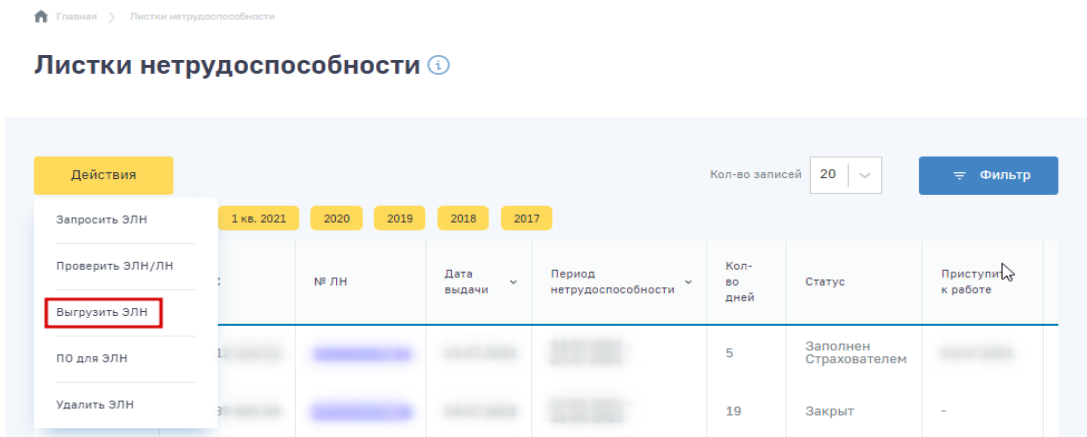 Главная > Листки нетрудоспособности
Листки нетрудоспособности i
Действия
Кол-во записей 20
Фильтр
Запросить ЭЛН
1 кв. 2021 2020 2019 2018 2017
Проверить ЭЛН/ЛН
№ ЛН
Дата
выдачи
Период
нетрудоспособности
Кол-
во
дней
Статус
Приступить
к работе
Выгрузить ЭЛН
ПО для ЭЛН
5
Заполнен
Страхователем
Удалить ЭЛН
19
Закрыт
-